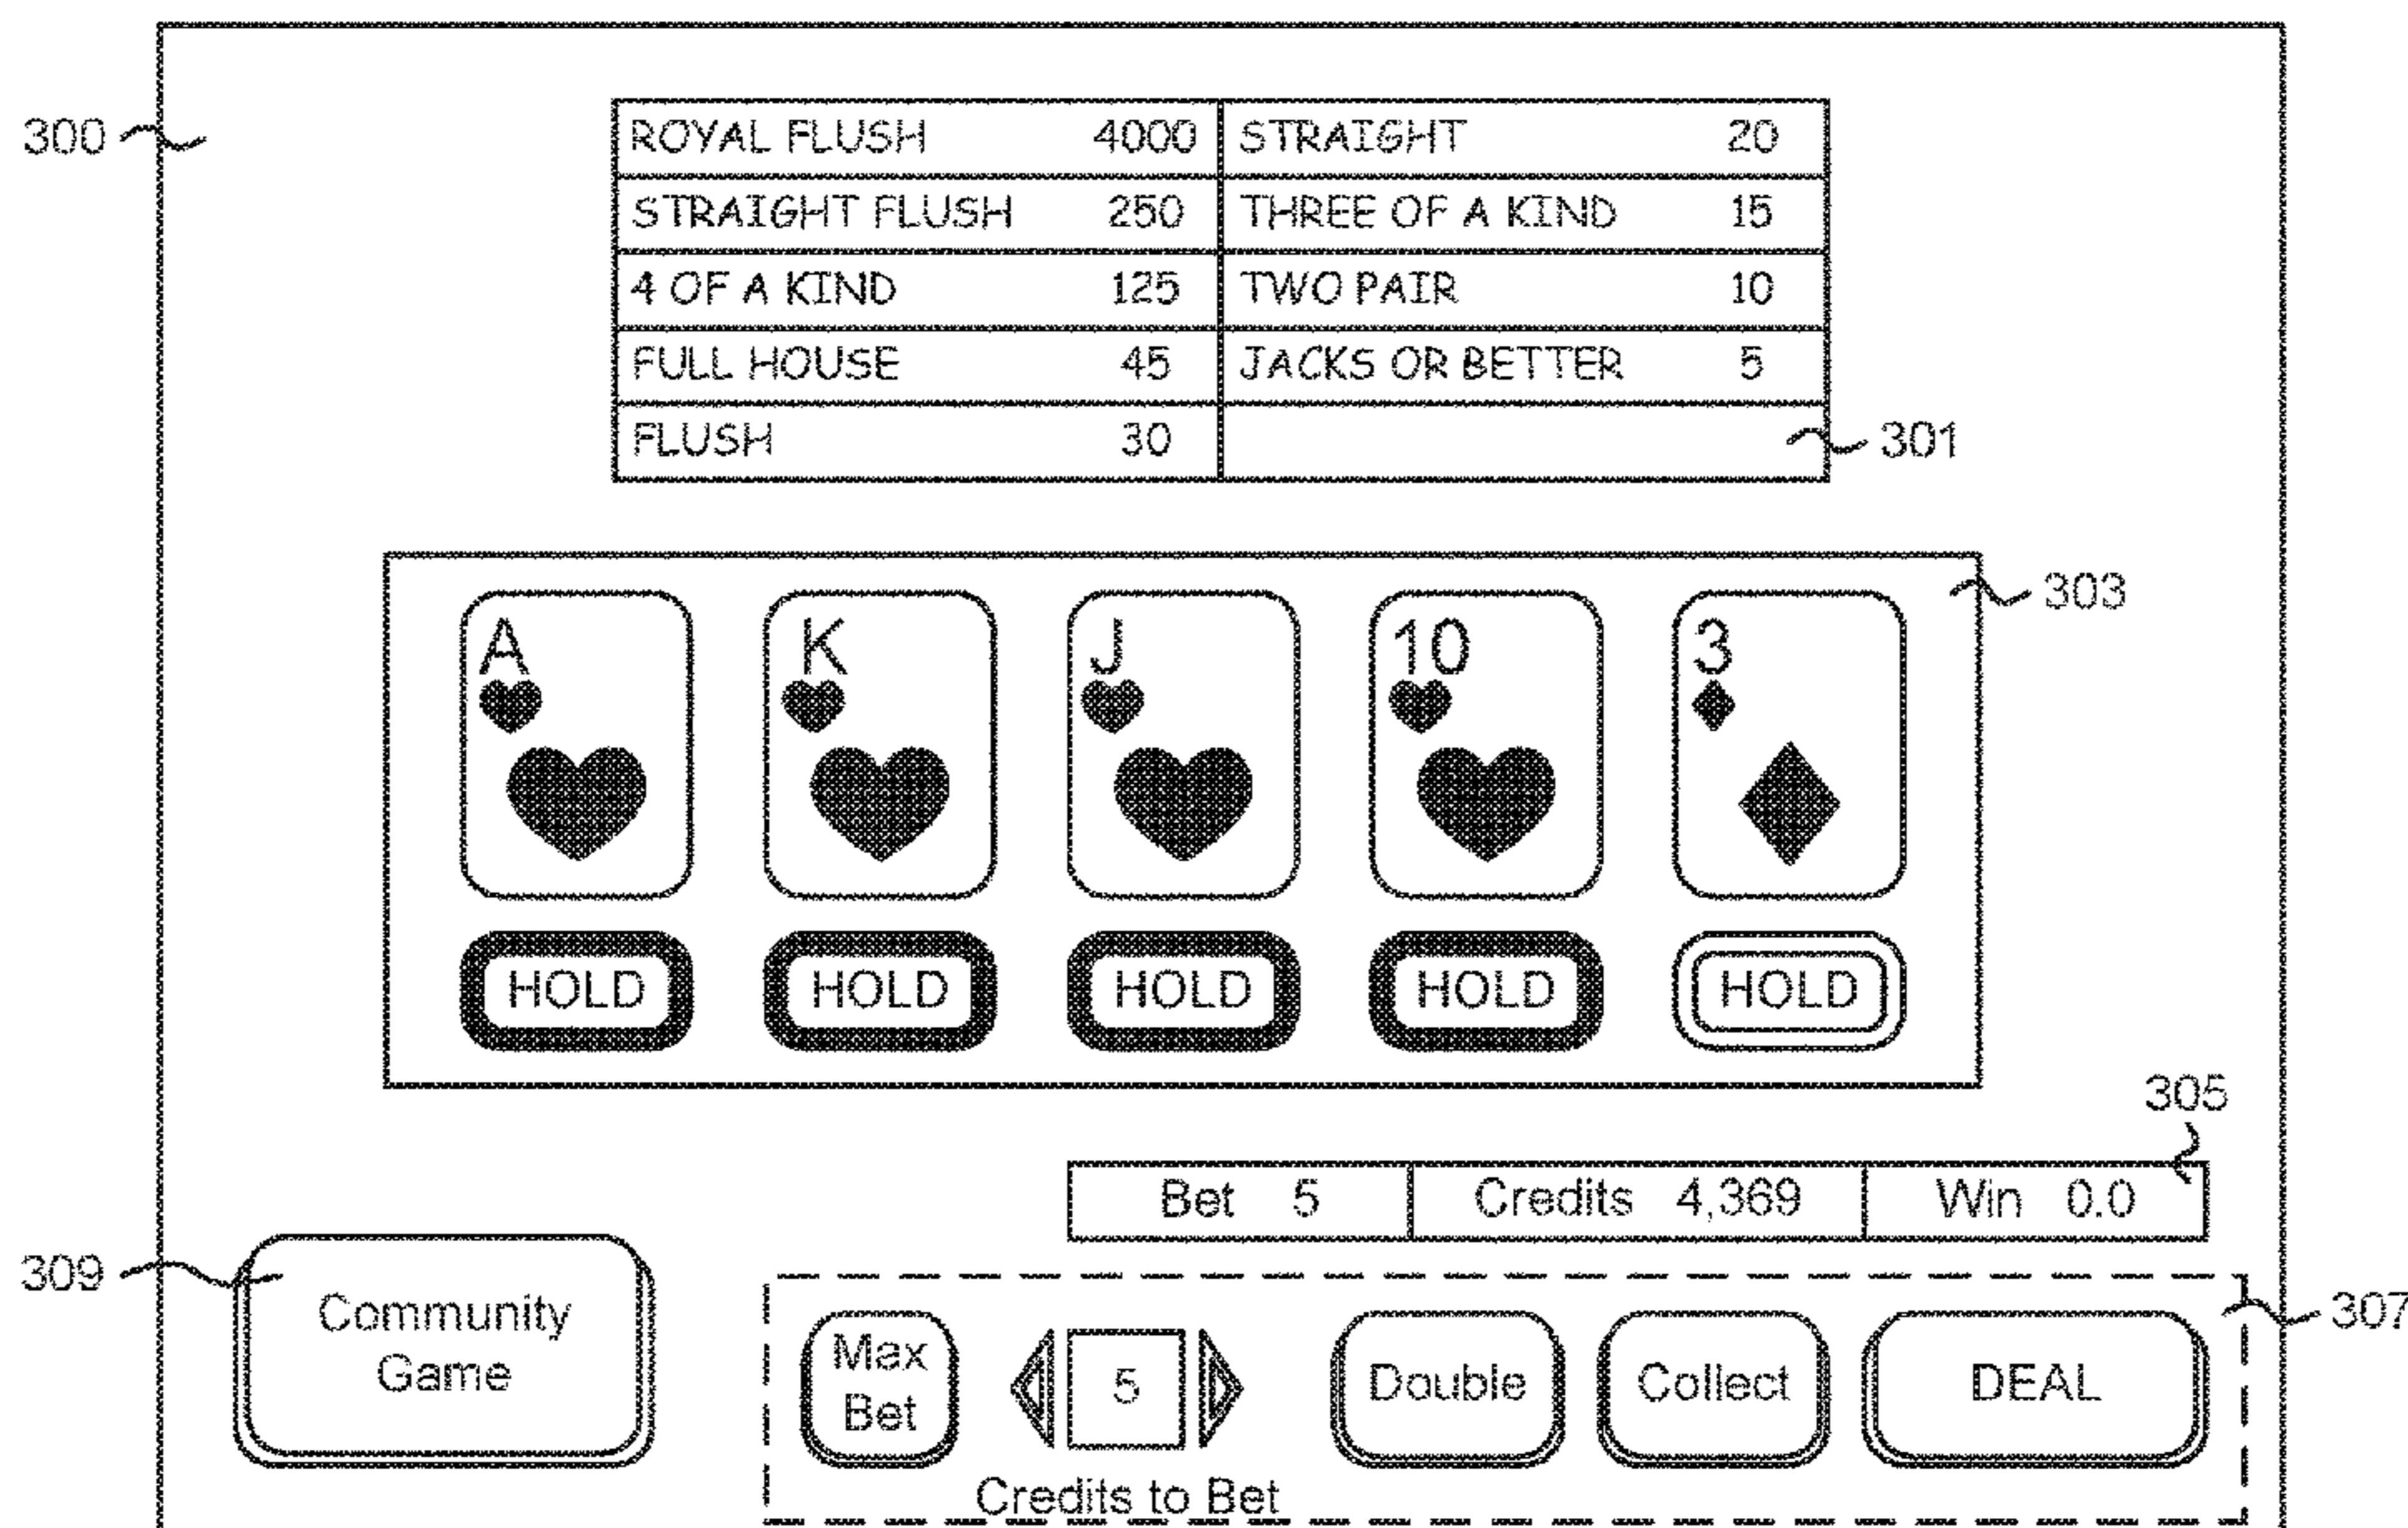 300
ROYAL FLUSH 4000 STRAIGHT 20
STRAIGHT FLUSH 250 THREE OF A KIND 15
4 OF A KIND 125 TWO PAIR 10
FULL HOUSE 45 JACKS OR BETTER 5
FLUSH 30
301
303
A K J 10 3
HOLD HOLD HOLD HOLD HOLD
305
Bet 5 Credits 4,369 Win 0.0
309
Community
Game
307
Max
Bet
5
Credits to Bet
Double
Collect
DEAL